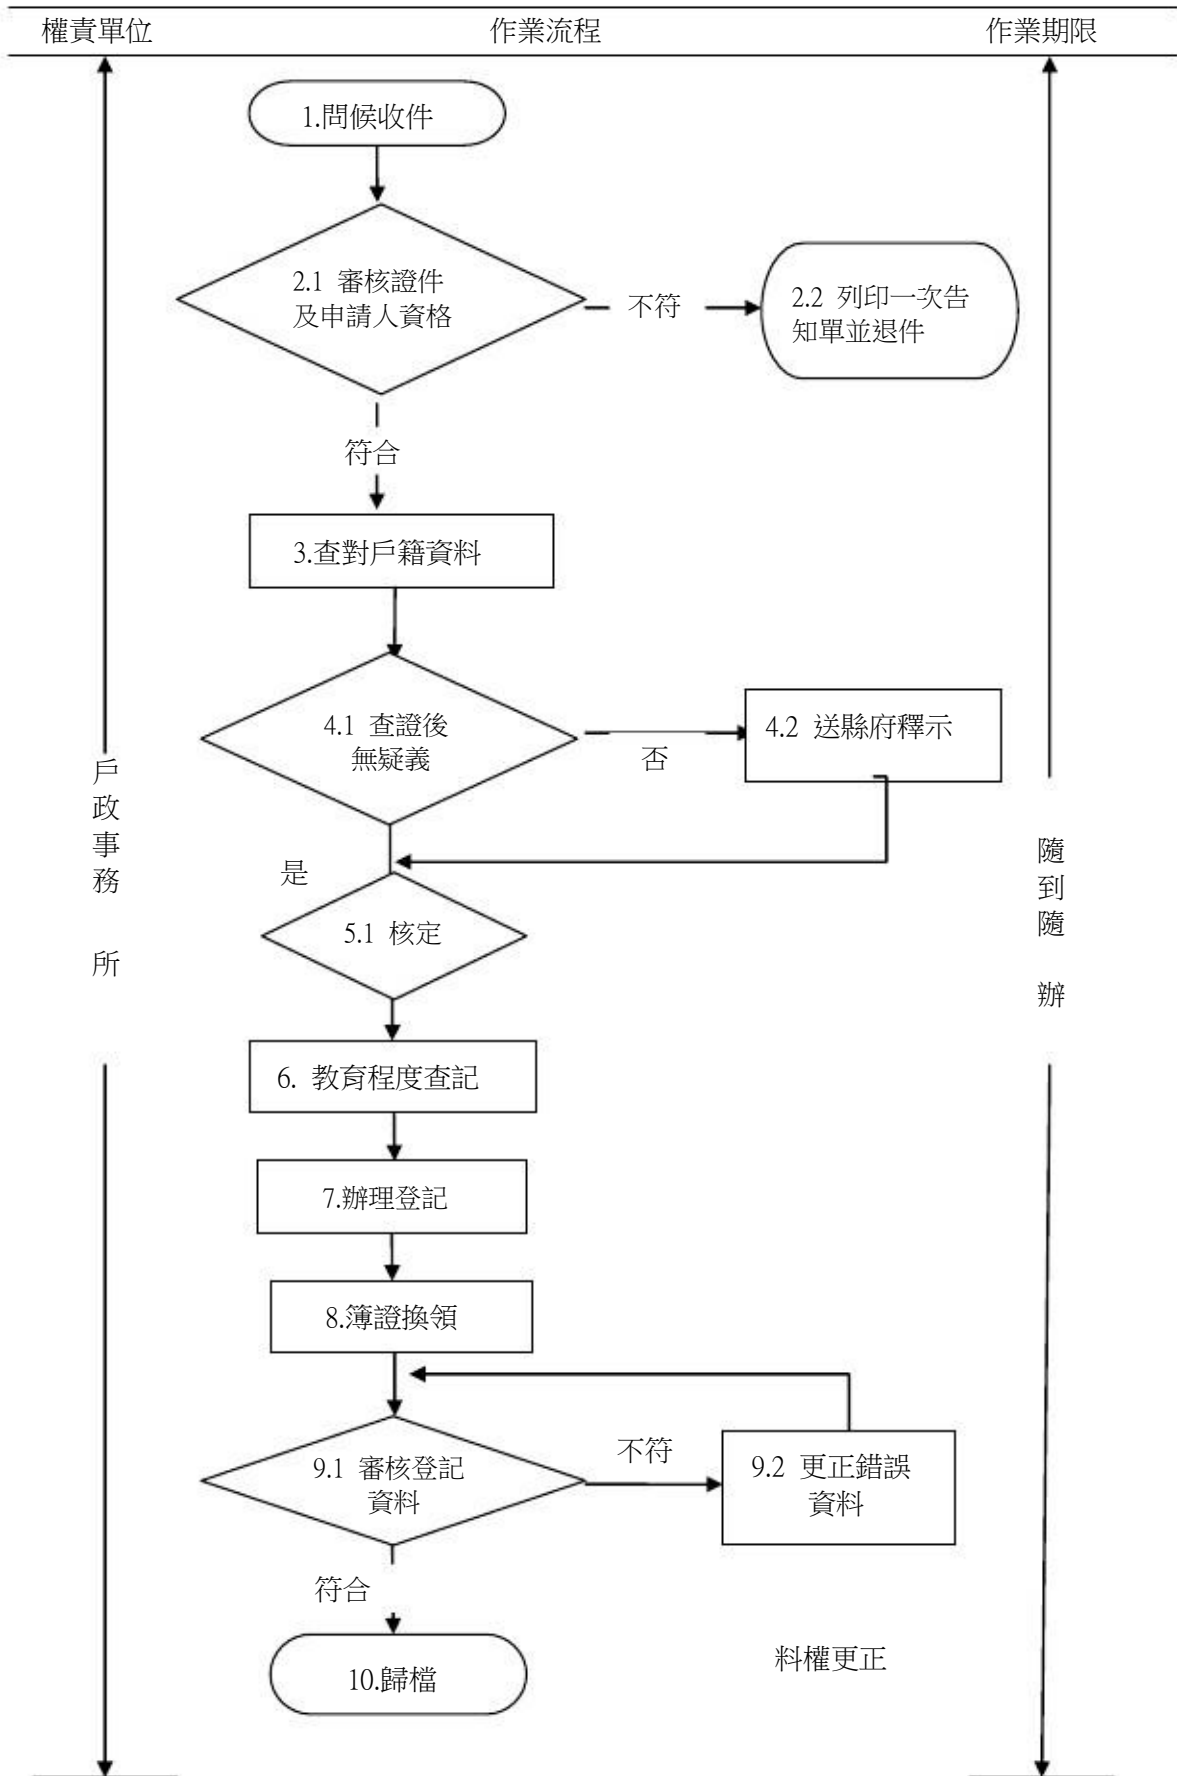 權責單位
作業流程
作業期限
1.問候收件
2.1 審核證件
及申請人資格
不符
2.2 列印一次告
知單並退件
符合
3.查對戶籍資料
4.1 查證後
無疑義
否
4.2 送縣府釋示
戶政事務所
隨到隨辦
是
5.1 核定
6. 教育程度查記
7.辦理登記
8.簿證換領
9.1 審核登記
資料
不符
9.2 更正錯誤
資料
符合
料權更正
10.歸檔